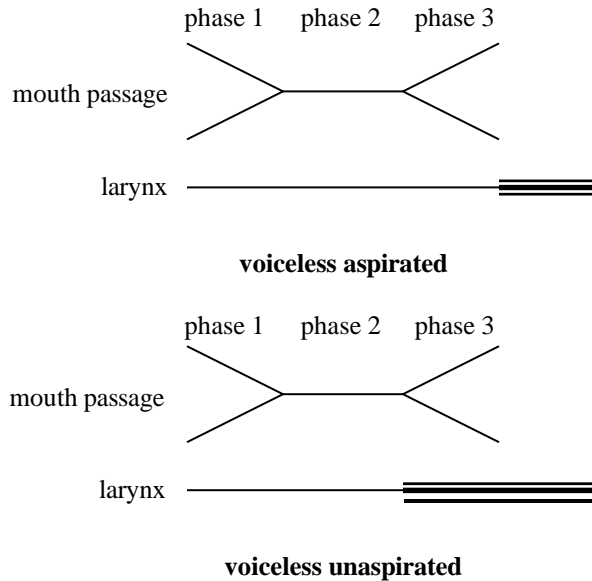 phase 1 phase 2 phase 3
mouth passage
larynx
voiceless aspirated
phase 1 phase 2 phase 3
mouth passage
larynx
voiceless unaspirated